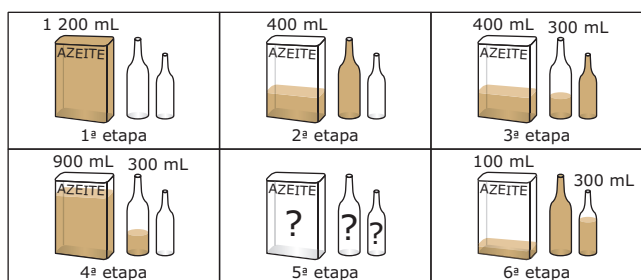 1 200 mL
AZEITE
1ª etapa
400 mL
AZEITE
2ª etapa
400 mL 300 mL
AZEITE
3ª etapa
900 mL 300 mL
AZEITE
4ª etapa
AZEITE
? ? ?
5ª etapa
100 mL
300 mL
AZEITE
6ª etapa